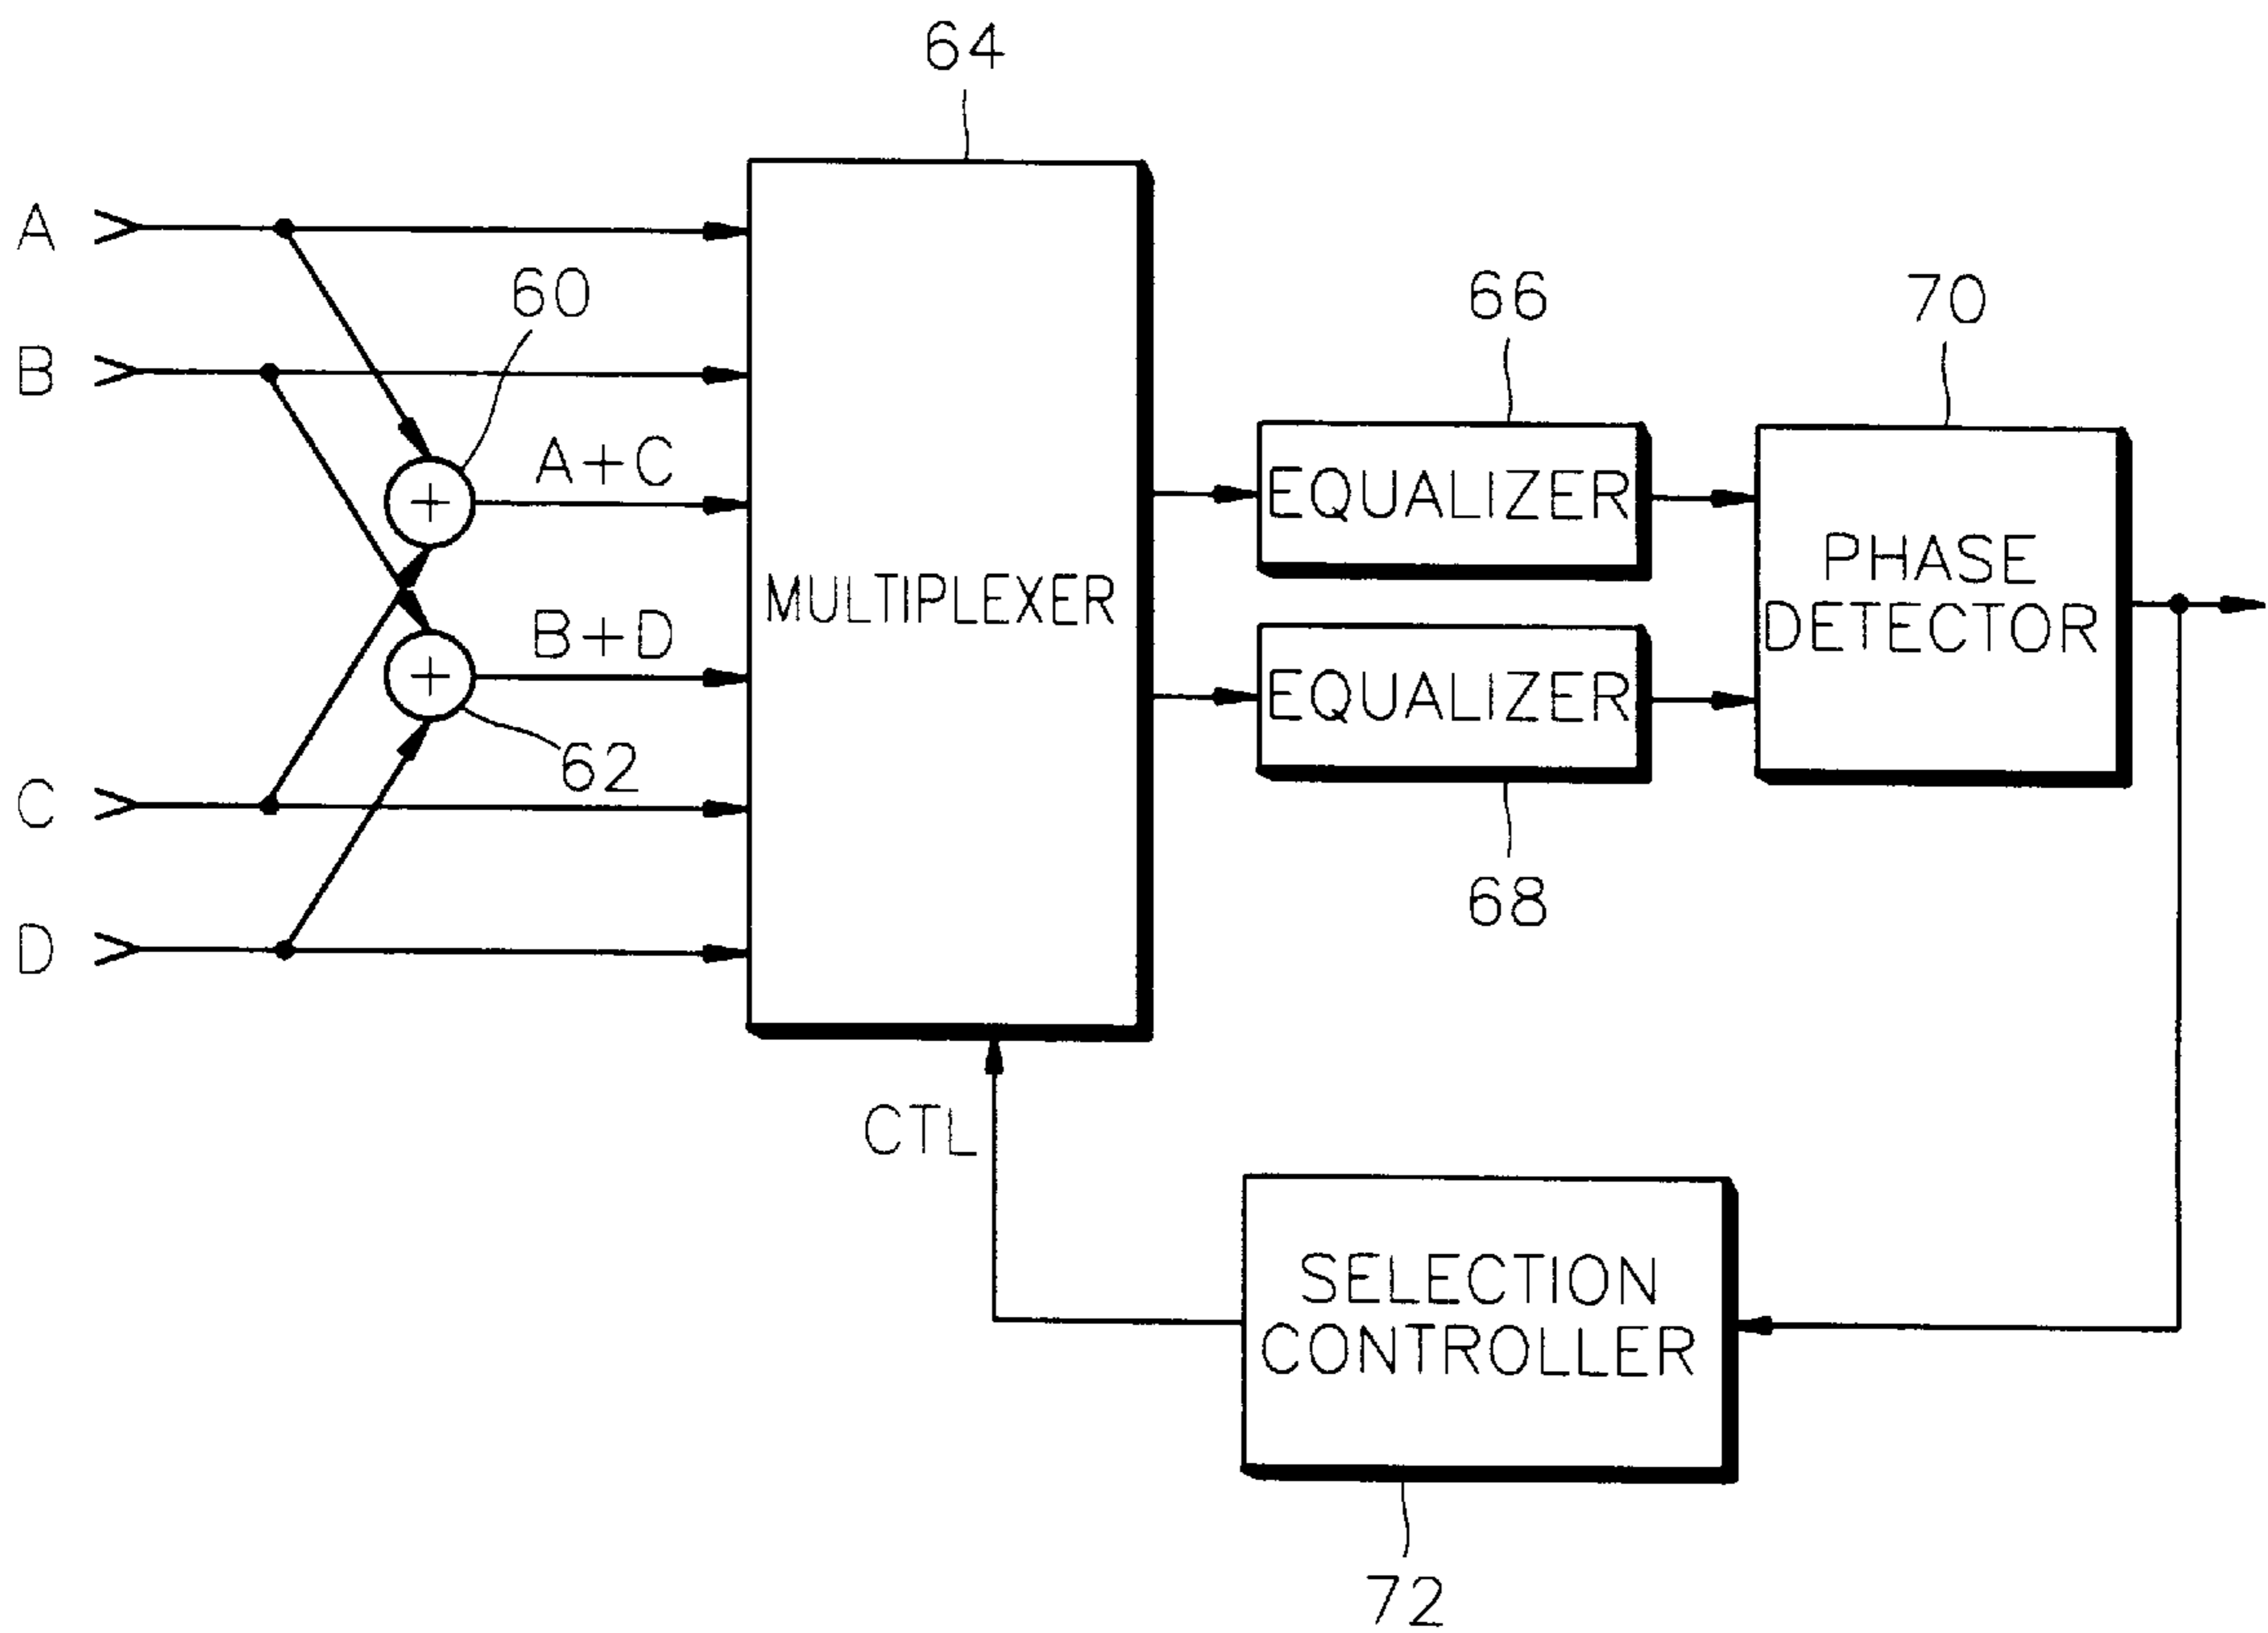 64
A
60
66
70
B
A+C
EQUALIZER
PHASE
DETECTOR
MULTIPLEXER
B+D
EQUALIZER
62
C
68
D
CTL
SELECTION
CONTROLLER
72